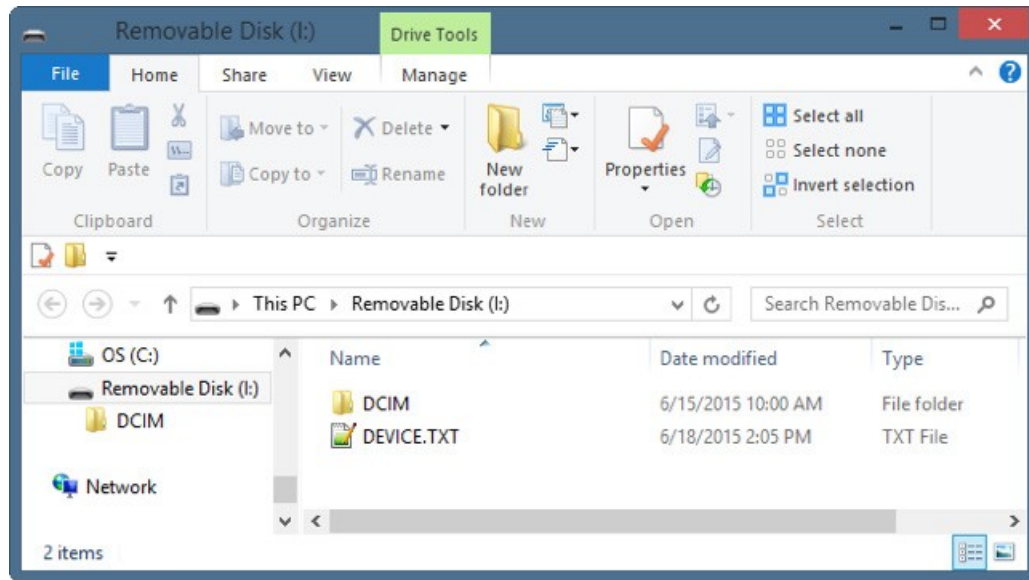 Removable Disk (I:)
Drive Tools
File Home Share View Manage
Copy Paste Move to Copy to Delete Rename New folder Properties Select all Select none Invert selection
Clipboard Organize New Open Select
This PC Removable Disk (I:) Search Removable Dis...
OS (C:) Name Date modified Type
Removable Disk (I:) DCIM 6/15/2015 10:00 AM File folder
DCIM DEVICE.TXT 6/18/2015 2:05 PM TXT File
Network
2 items